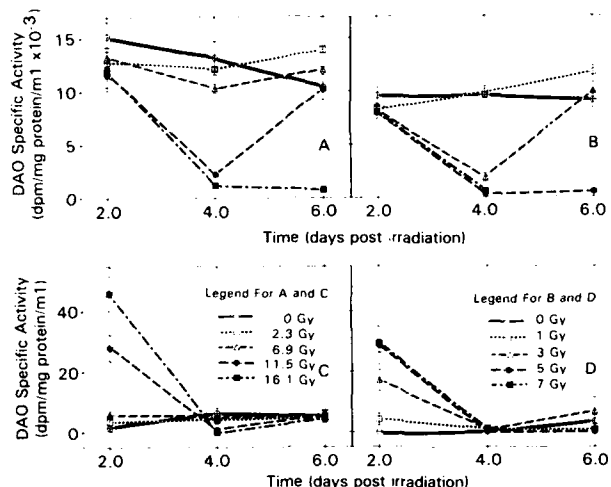 DAO Specific Activity
(dpm/mg protein/m1 x10-3)
15
10
5
0
A
B
2.0 4.0 6.0 2.0 4.0 6.0
Time (days post irradiation)
DAO Specific Activity
(dpm/mg protein/m1)
40
20
0
Legend For A and C
0 Gy
2.3 Gy
6.9 Gy
11.5 Gy
16.1 Gy
C
Legend for B and D
0 Gy
1 Gy
3 Gy
5 Gy
7 Gy
D
2.0 4.0 6.0 2.0 4.0 6.0
Time (days post irradiation)